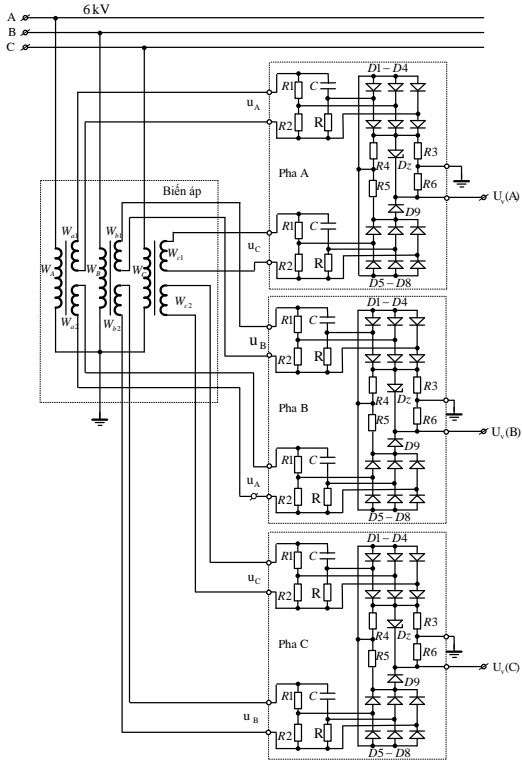 A
6 kV
B
C
D1 – D4
R1
C
u_A
R2
R
R3
R4
Dz
Pha A
R5
R6
U_v(A)
Biến áp
D9
W_a1
W_b1
R1
C
u_C
W_A
W_B
W_c1
R2
R
W_a2
W_b2
W_c2
D5 – D8
D1 – D4
R1
C
u_B
R2
R
R3
R4
Dz
Pha B
R5
R6
U_v(B)
D9
R1
C
u_A
R2
R
D5 – D8
D1 – D4
R1
C
u_C
R2
R
R3
R4
Dz
Pha C
R5
R6
U_v(C)
D9
R1
C
u_B
R2
R
D5 – D8